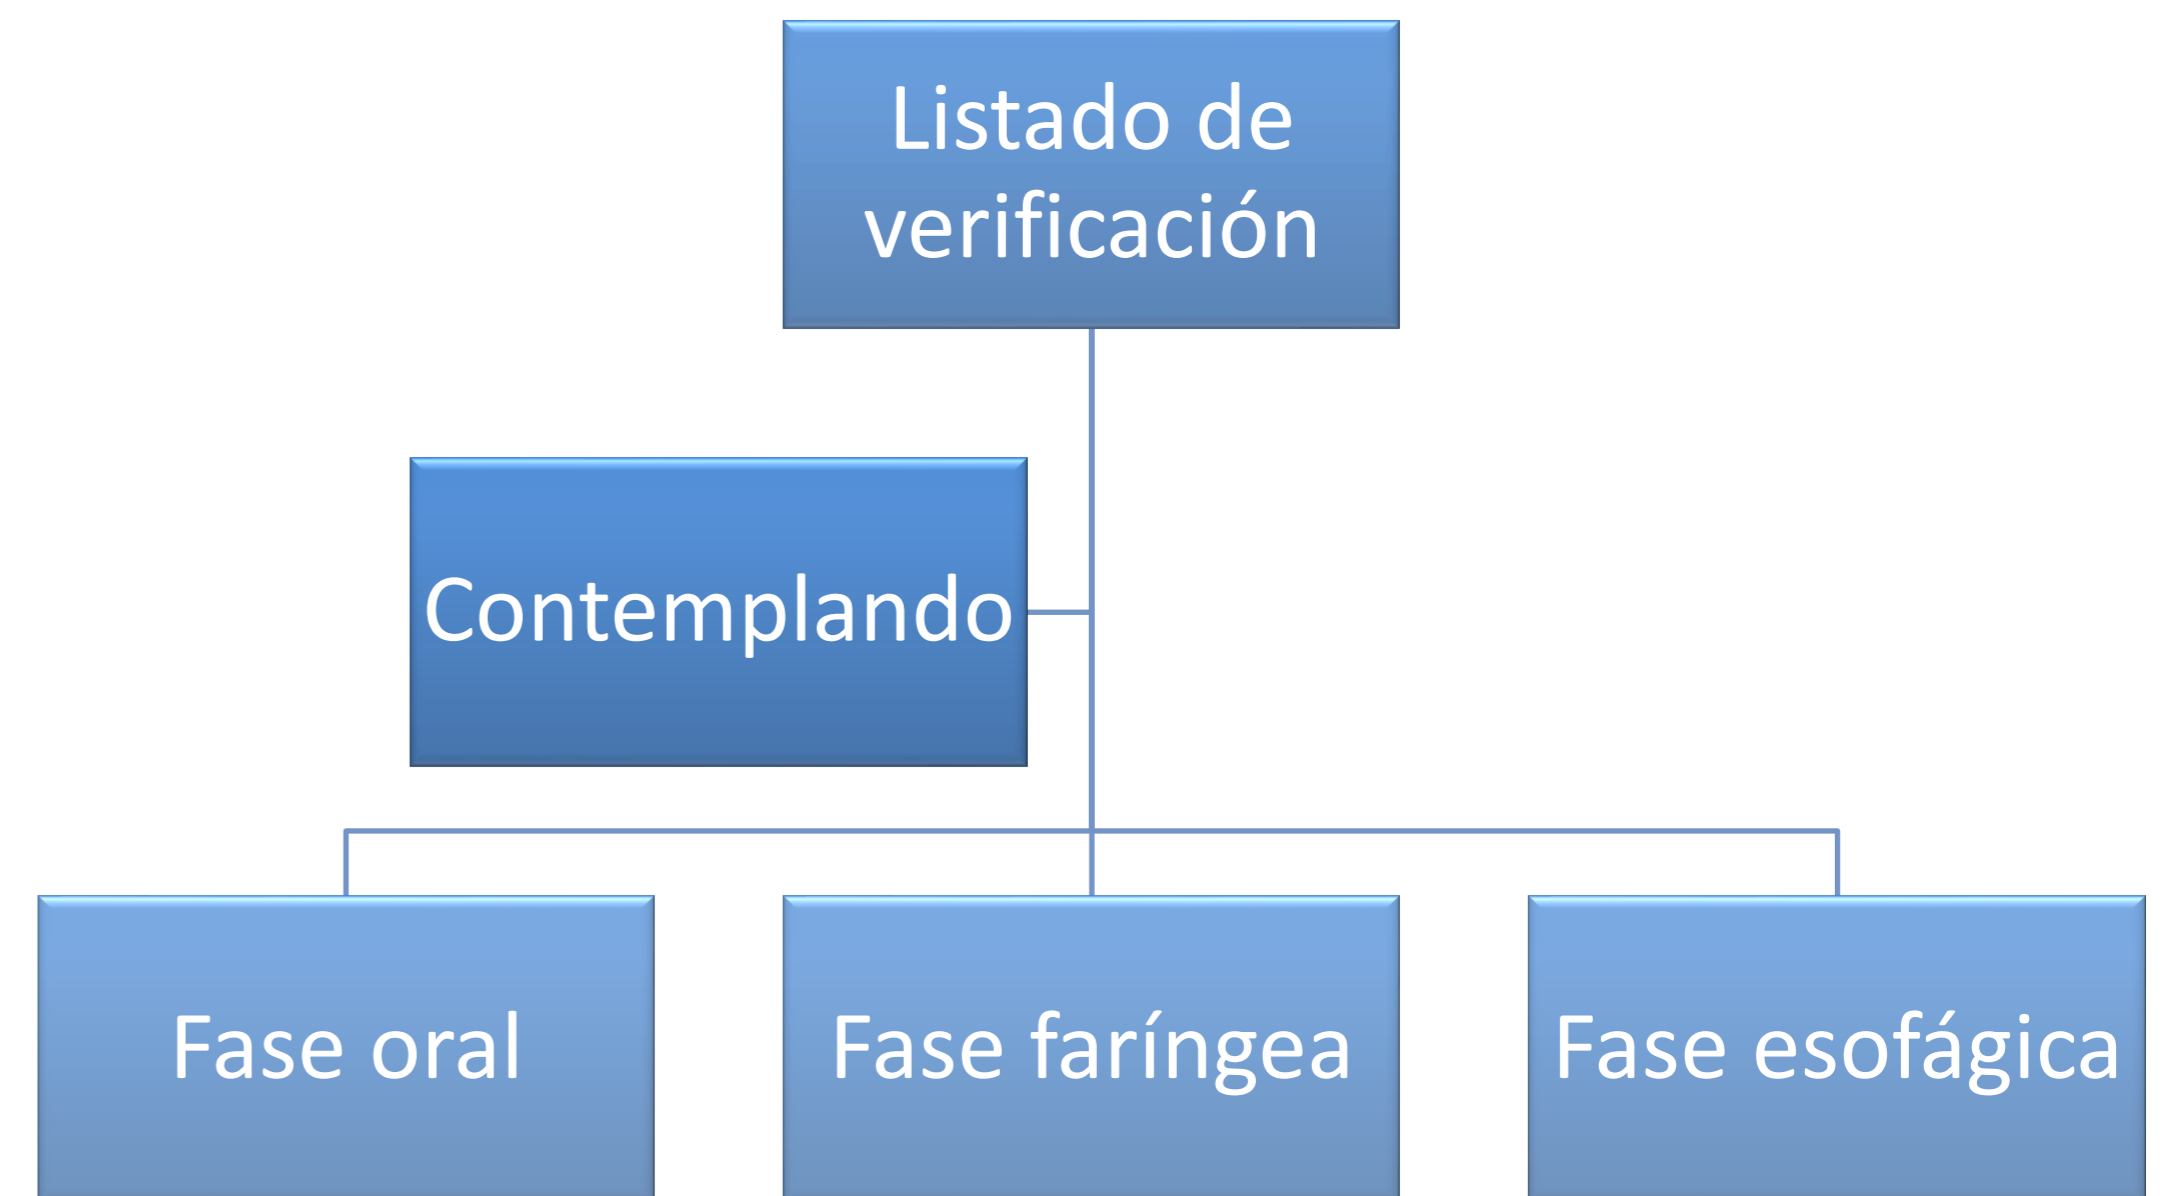 Listado de
verificación
Contemplando
Fase oral
Fase faríngea
Fase esofágica